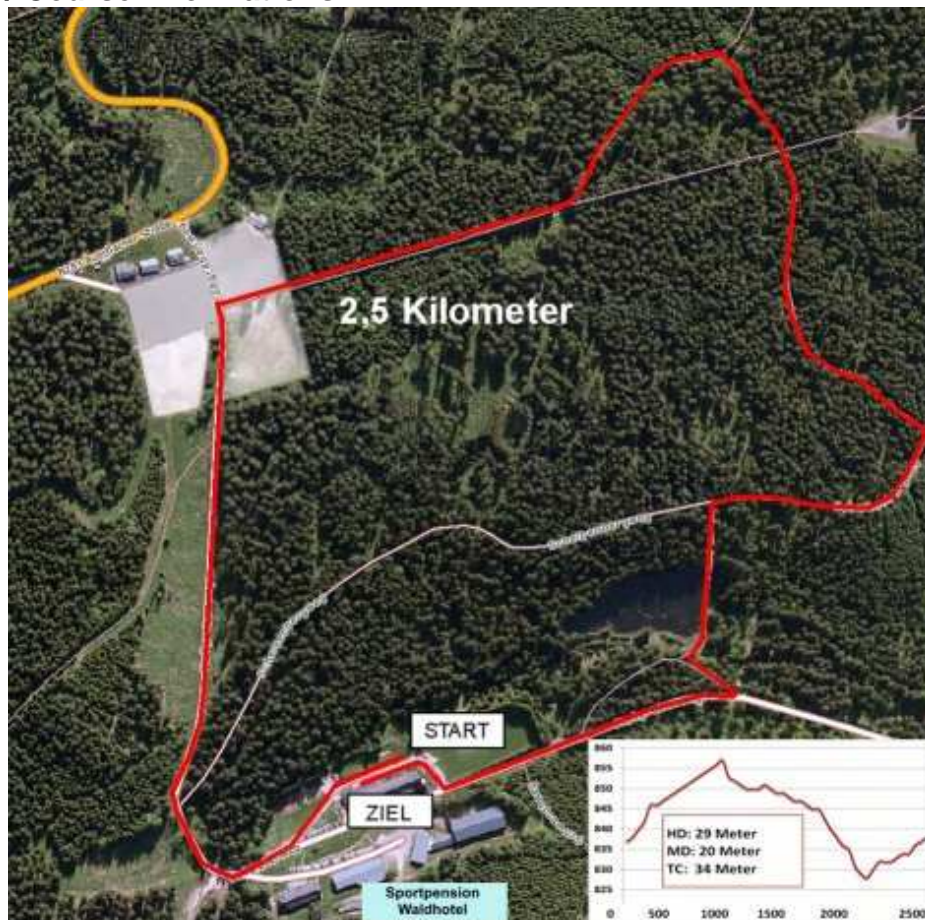 2,5 Kilometer
START
ZIEL
Sportpension
Waldhotel
860
855
850
845
840
835
830
825
HD: 29 Meter
MD: 20 Meter
TC: 34 Meter
0 500 1000 1500 2000 2500